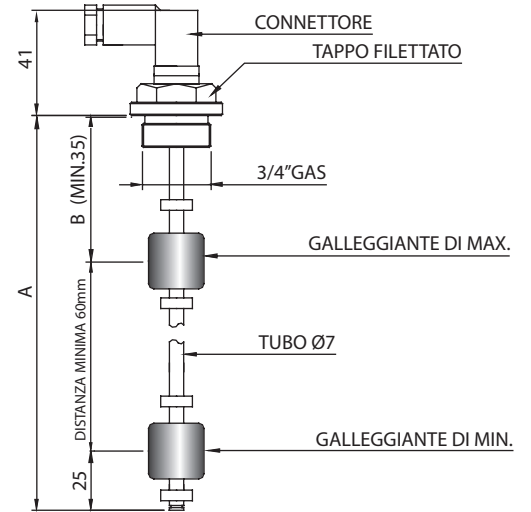 CONNETTORE
41
TAPPO FILETTATO
B (MIN.35)
3/4”GAS
GALLEGGIANTE DI MAX.
A
DISTANZA MINIMA 60mm
TUBO Ø7
GALLEGGIANTE DI MIN.
25